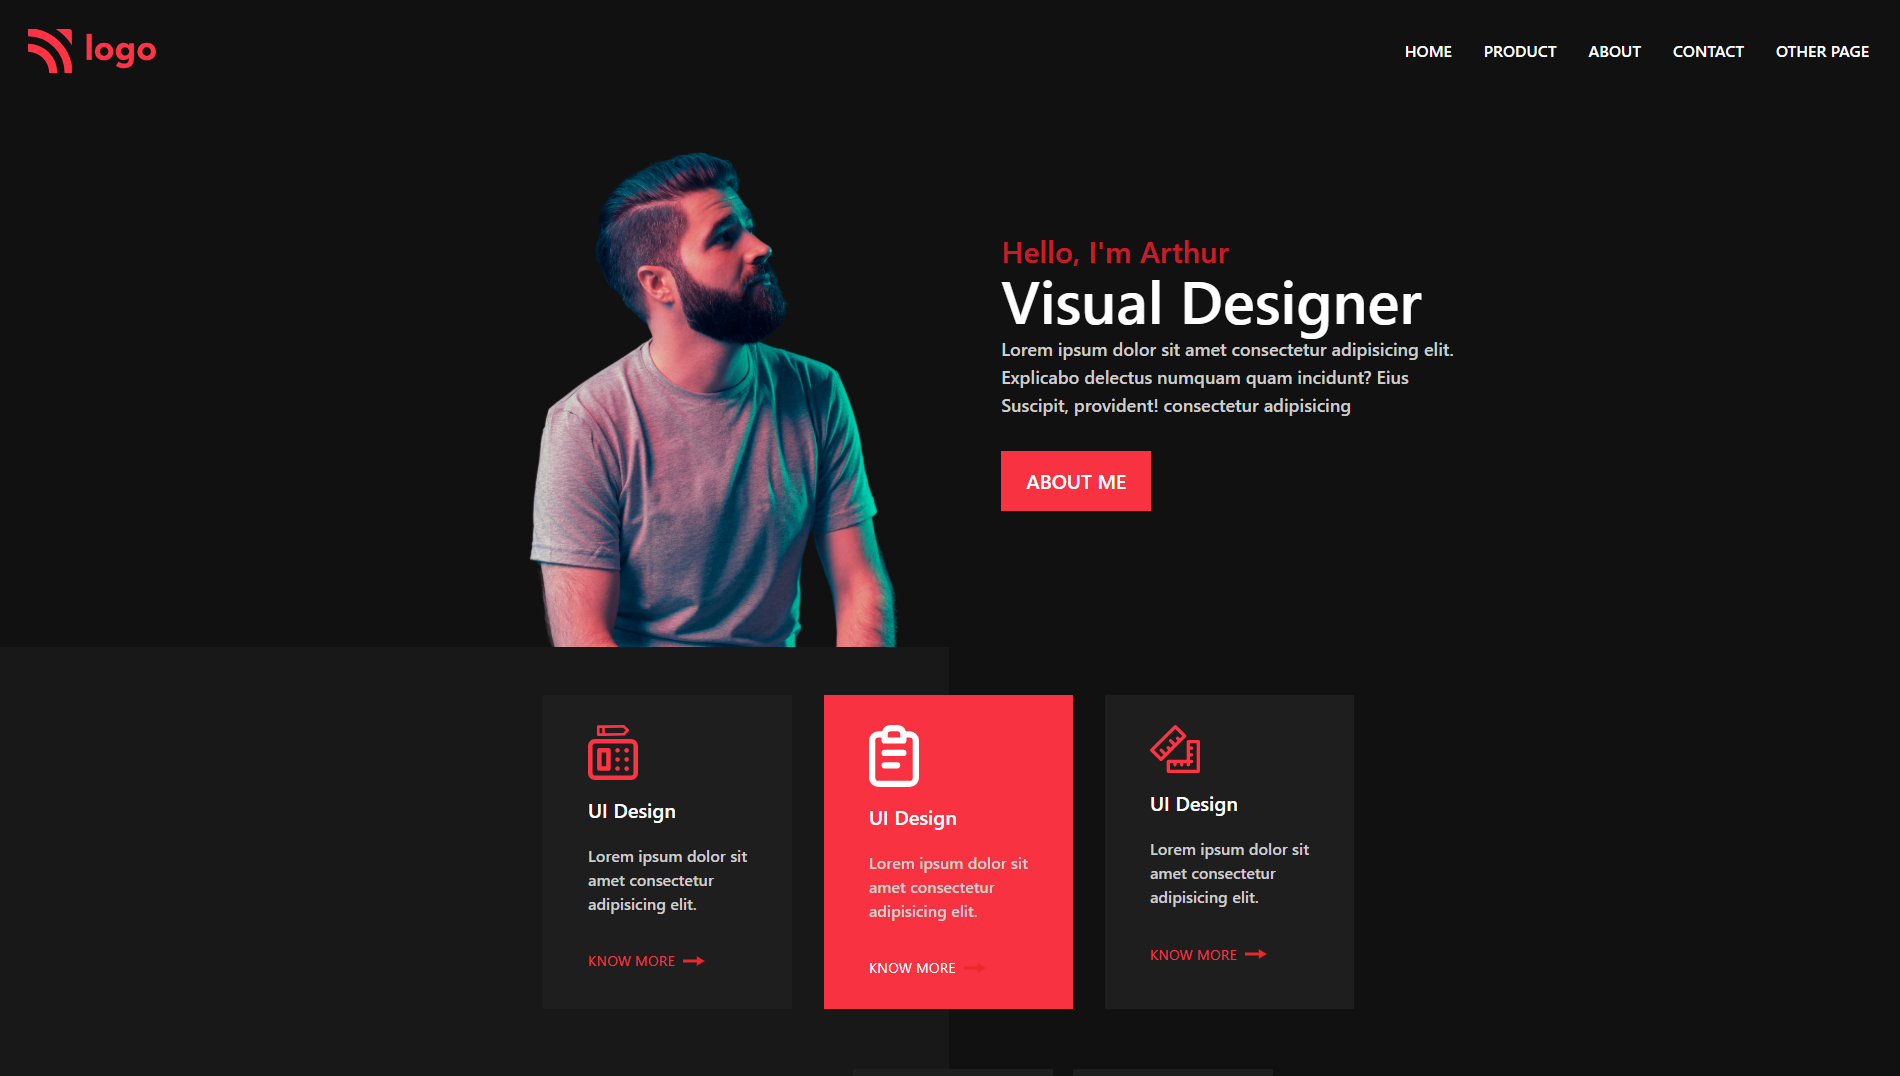 logo
HOME PRODUCT ABOUT CONTACT OTHER PAGE
Hello, I'm Arthur
Visual Designer
Lorem ipsum dolor sit amet consectetur adipisicing elit.
Explicabo delectus numquam quam incidunt? Eius
Suscipit, provident! consectetur adipisicing
ABOUT ME
UI Design
Lorem ipsum dolor sit
amet consectetur
adipisicing elit.
KNOW MORE
UI Design
Lorem ipsum dolor sit
amet consectetur
adipisicing elit.
KNOW MORE
UI Design
Lorem ipsum dolor sit
amet consectetur
adipisicing elit.
KNOW MORE